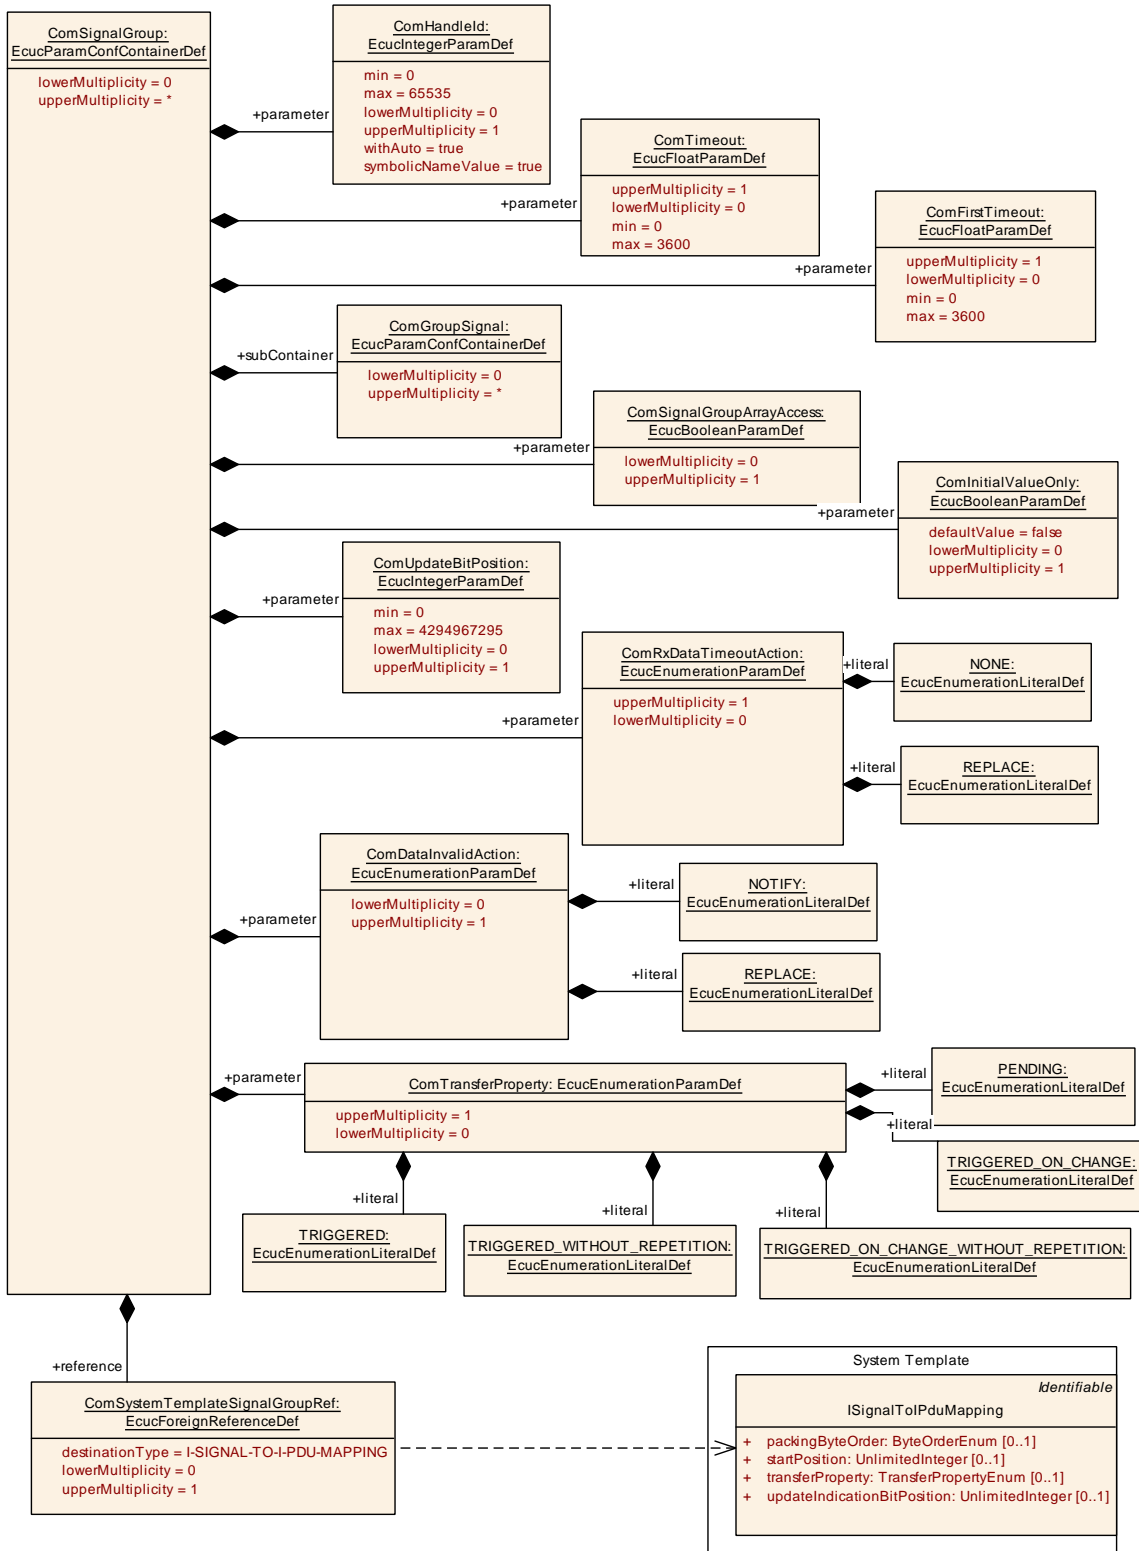 ComSignalGroup:
EcucParamConfContainerDef
lowerMultiplicity = 0
upperMultiplicity = *
+parameter
ComHandleId:
EcucIntegerParamDef
min = 0
max = 65535
lowerMultiplicity = 0
upperMultiplicity = 1
withAuto = true
symbolicNameValue = true
+parameter
ComTimeout:
EcucFloatParamDef
upperMultiplicity = 1
lowerMultiplicity = 0
min = 0
max = 3600
+parameter
ComFirstTimeout:
EcucFloatParamDef
upperMultiplicity = 1
lowerMultiplicity = 0
min = 0
max = 3600
+subContainer
ComGroupSignal:
EcucParamConfContainerDef
lowerMultiplicity = 0
upperMultiplicity = *
+parameter
ComSignalGroupArrayAccess:
EcucBooleanParamDef
lowerMultiplicity = 0
upperMultiplicity = 1
+parameter
ComInitialValueOnly:
EcucBooleanParamDef
defaultValue = false
lowerMultiplicity = 0
upperMultiplicity = 1
+parameter
ComUpdateBitPosition:
EcucIntegerParamDef
min = 0
max = 4294967295
lowerMultiplicity = 0
upperMultiplicity = 1
+parameter
ComRxDataTimeoutAction:
EcucEnumerationParamDef
upperMultiplicity = 1
lowerMultiplicity = 0
+literal
NONE:
EcucEnumerationLiteralDef
+literal
REPLACE:
EcucEnumerationLiteralDef
+parameter
ComDataInvalidAction:
EcucEnumerationParamDef
lowerMultiplicity = 0
upperMultiplicity = 1
+literal
NOTIFY:
EcucEnumerationLiteralDef
+literal
REPLACE:
EcucEnumerationLiteralDef
+parameter
ComTransferProperty: EcucEnumerationParamDef
upperMultiplicity = 1
lowerMultiplicity = 0
+literal
PENDING:
EcucEnumerationLiteralDef
+literal
TRIGGERED_ON_CHANGE:
EcucEnumerationLiteralDef
+literal
TRIGGERED:
EcucEnumerationLiteralDef
+literal
TRIGGERED_WITHOUT_REPETITION:
EcucEnumerationLiteralDef
+literal
TRIGGERED_ON_CHANGE_WITHOUT_REPETITION:
EcucEnumerationLiteralDef
+reference
ComSystemTemplateSignalGroupRef:
EcucForeignReferenceDef
destinationType = I-SIGNAL-TO-I-PDU-MAPPING
lowerMultiplicity = 0
upperMultiplicity = 1
System Template
Identifiable
ISignalToIPduMapping
+ packingByteOrder: ByteOrderEnum [0..1]
+ startPosition: UnlimitedInteger [0..1]
+ transferProperty: TransferPropertyEnum [0..1]
+ updateIndicationBitPosition: UnlimitedInteger [0..1]